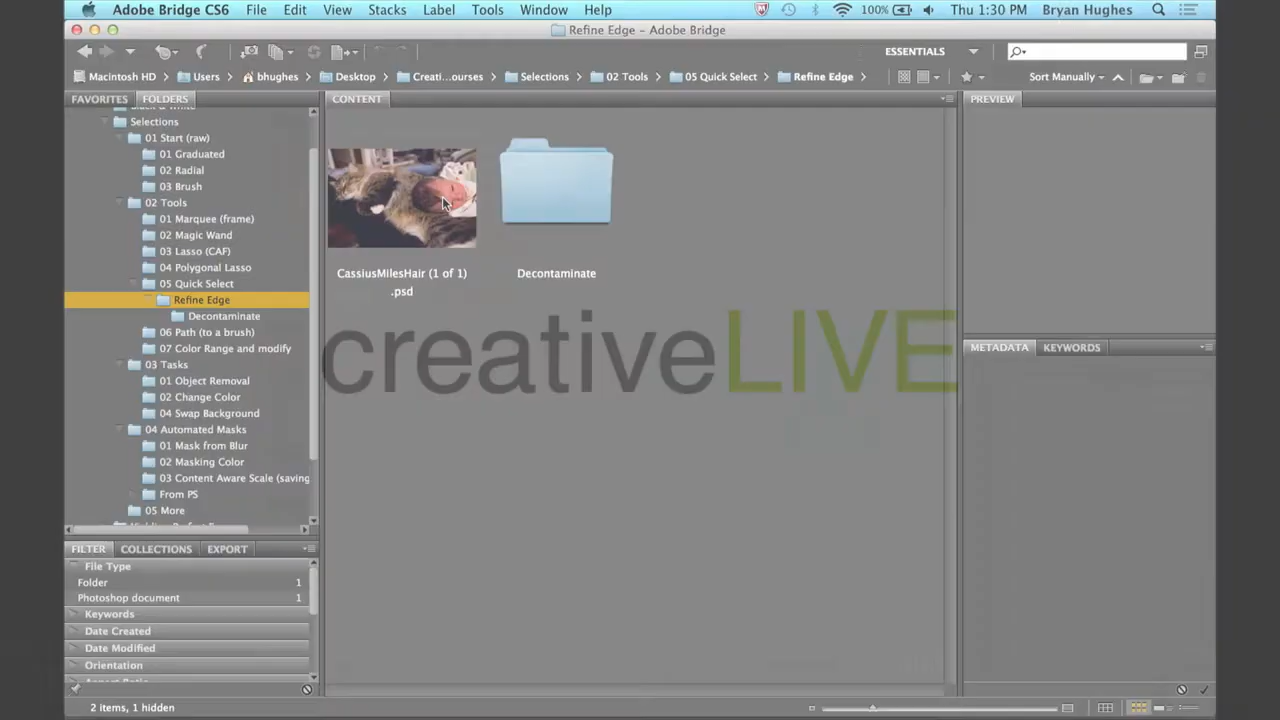 Adobe Bridge CS6 File Edit View Stacks Label Tools Window Help 100% Thu 1:30 PM Bryan Hughes
Refine Edge – Adobe Bridge
ESSENTIALS
Macintosh HD Users bhughes Desktop Creati...ourses Selections 02 Tools 05 Quick Select Refine Edge Sort Manually
FAVORITES FOLDERS CONTENT PREVIEW
Selections
01 Start (raw)
01 Graduated
02 Radial
03 Brush
02 Tools
01 Marquee (frame)
02 Magic Wand
03 Lasso (CAF)
04 Polygonal Lasso
05 Quick Select
Refine Edge
Decontaminate
06 Path (to a brush)
07 Color Range and modify
03 Tasks
01 Object Removal
02 Change Color
04 Swap Background
04 Automated Masks
01 Mask from Blur
02 Masking Color
03 Content Aware Scale (saving
From PS
05 More
CassiusMilesHair (1 of 1)
.psd
Decontaminate
creativeLIVE
METADATA KEYWORDS
FILTER COLLECTIONS EXPORT
File Type
Folder 1
Photoshop document 1
Keywords
Date Created
Date Modified
Orientation
2 items, 1 hidden